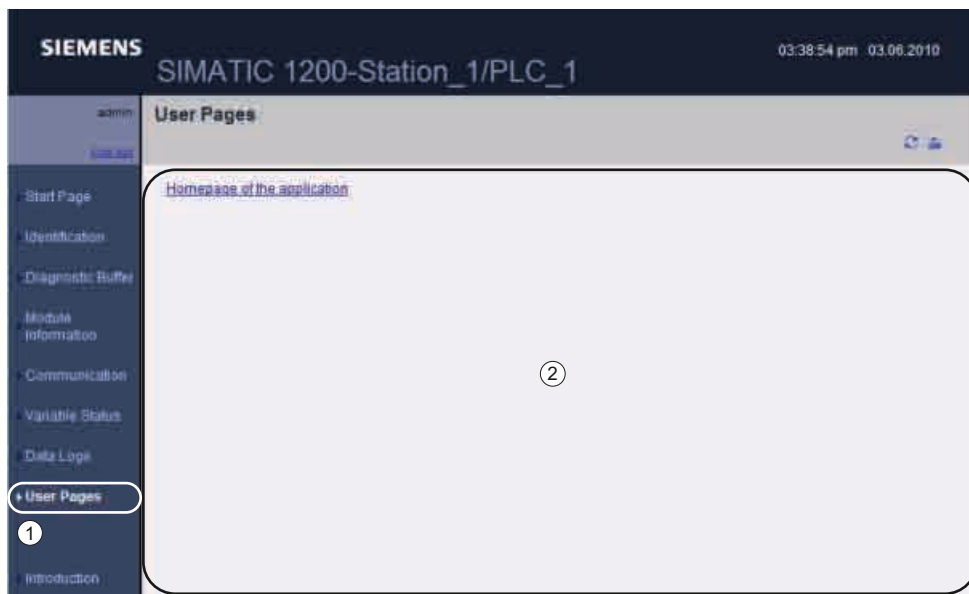 SIEMENS
SIMATIC 1200-Station_1/PLC_1
03:38:54 pm 03.06.2010
admin
User Pages
Homepage of the application
Start Page
Identification
Diagnostic Buffer
Module
information
Communication
Variable Status
Data Logs
User Pages
1
2
Introduction